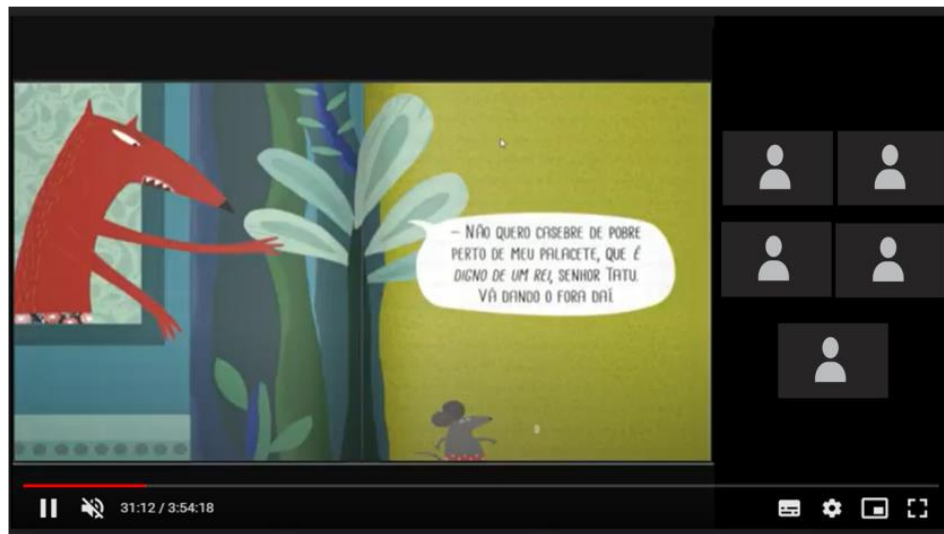 – NÃO QUERO CASEBRE DE POBRE
PERTO DE MEU PALACETE, QUE É
DIGNO DE UM REI, SENHOR TATU.
VÁ DANDO O FORA DAÍ.
9
31:12 / 3:54:18